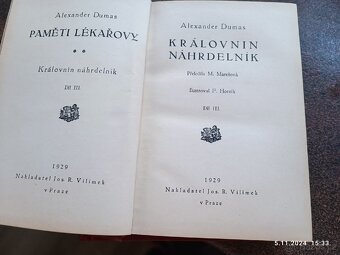 Alexander Dumas
PAMĚTI LÉKAŘOVY
Královnin náhrdelník
Díl III.
1929
Nakladatel Jos. R. Vilímek
v Praze
Alexander Dumas
KRÁLOVNIN
NÁHRDELNÍK
Přeložila M. Marešová
Ilustroval F. Horník
Díl III.
1929
Nakladatel Jos. R. Vilímek
v Praze
5.11.2024 15:33